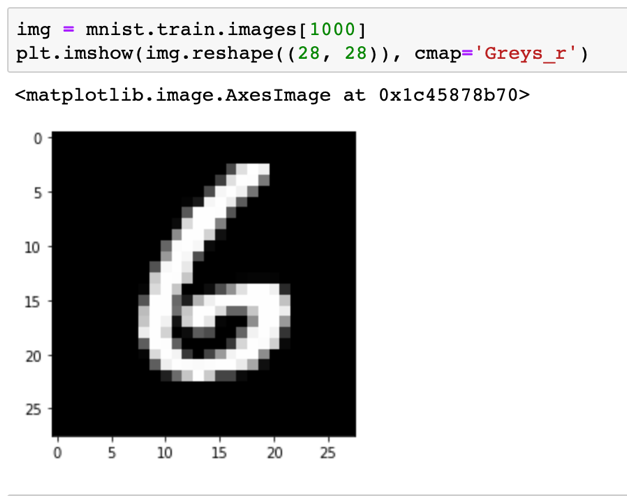 img = mnist.train.images[1000]
plt.imshow(img.reshape((28, 28)), cmap='Greys_r')
<matplotlib.image.AxesImage at 0x1c45878b70>
0
5
10
15
20
25
0 5 10 15 20 25
6